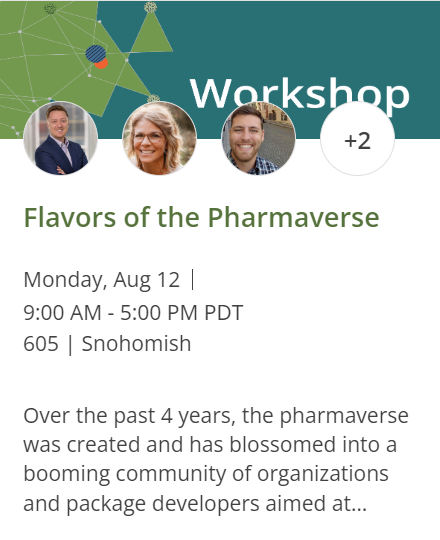 Workshop
+2
Flavors of the Pharmaverse
Monday, Aug 12 |
9:00 AM - 5:00 PM PDT
605 | Snohomish
Over the past 4 years, the pharmaverse
was created and has blossomed into a
booming community of organizations
and package developers aimed at...